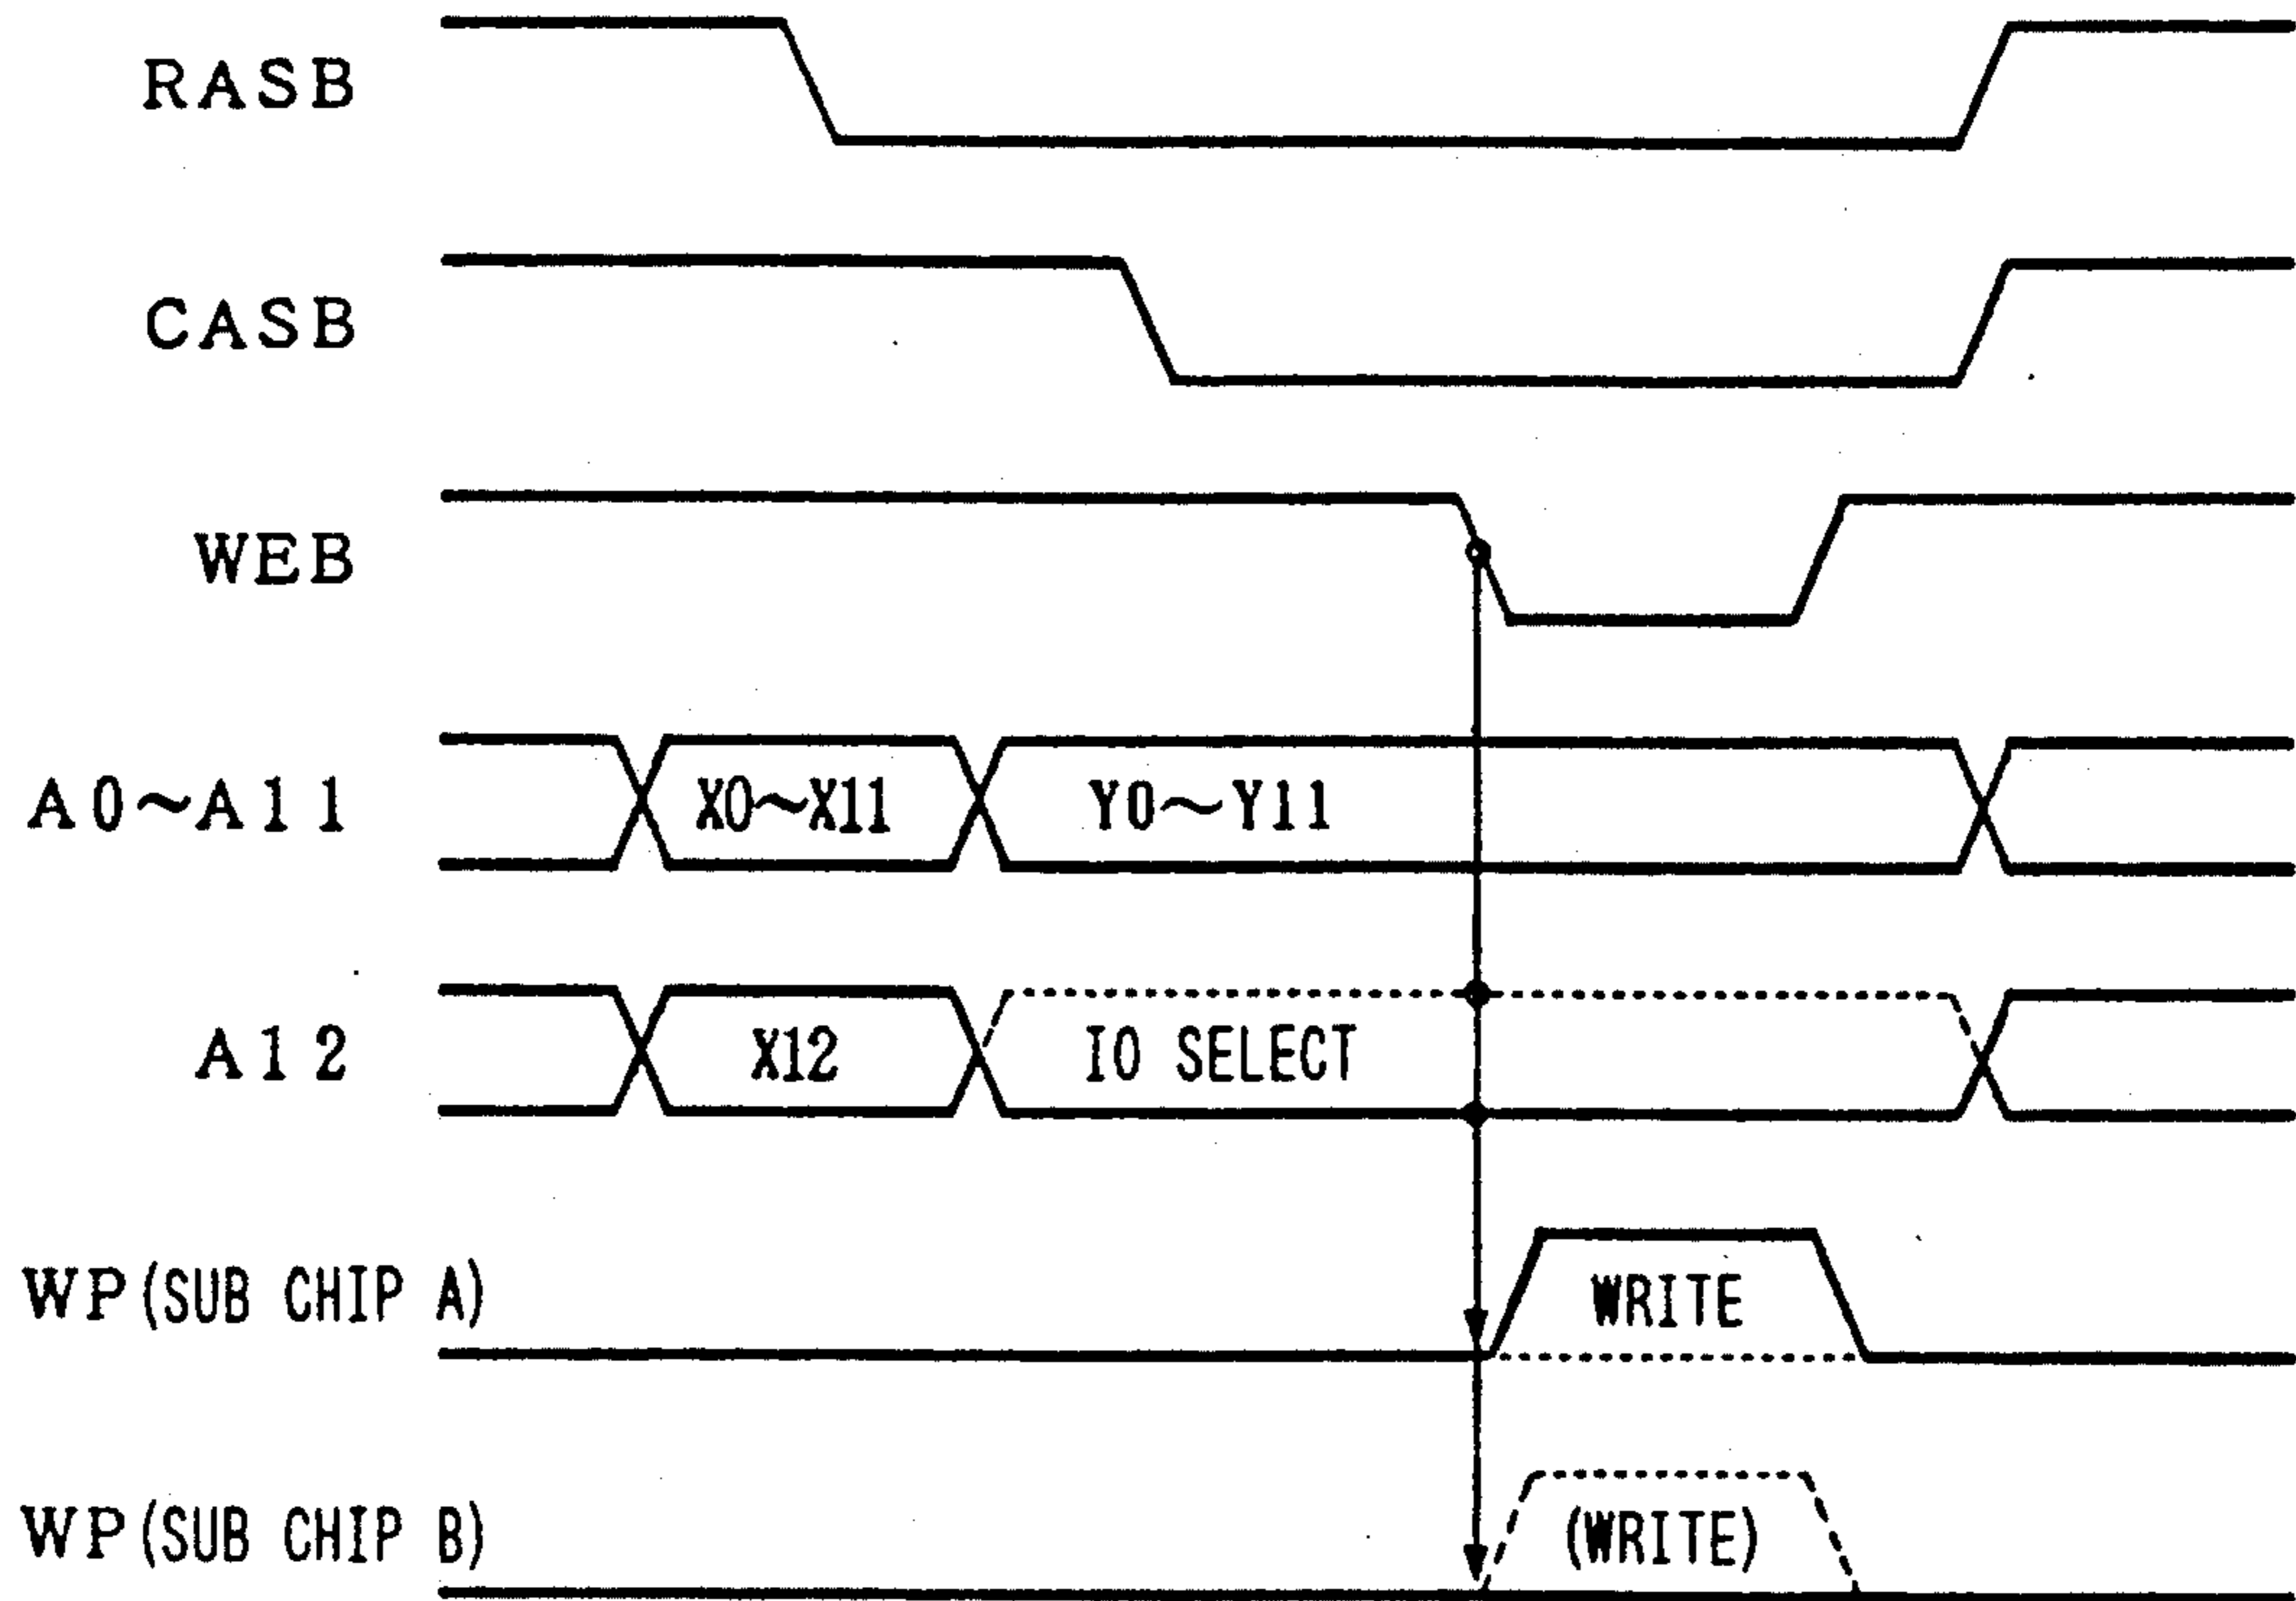 RASB
CASB
WEB
A0~A11 X0~X11 Y0~Y11
A12 X12 IO SELECT
WP(SUB CHIP A) WRITE
WP(SUB CHIP B) (WRITE)